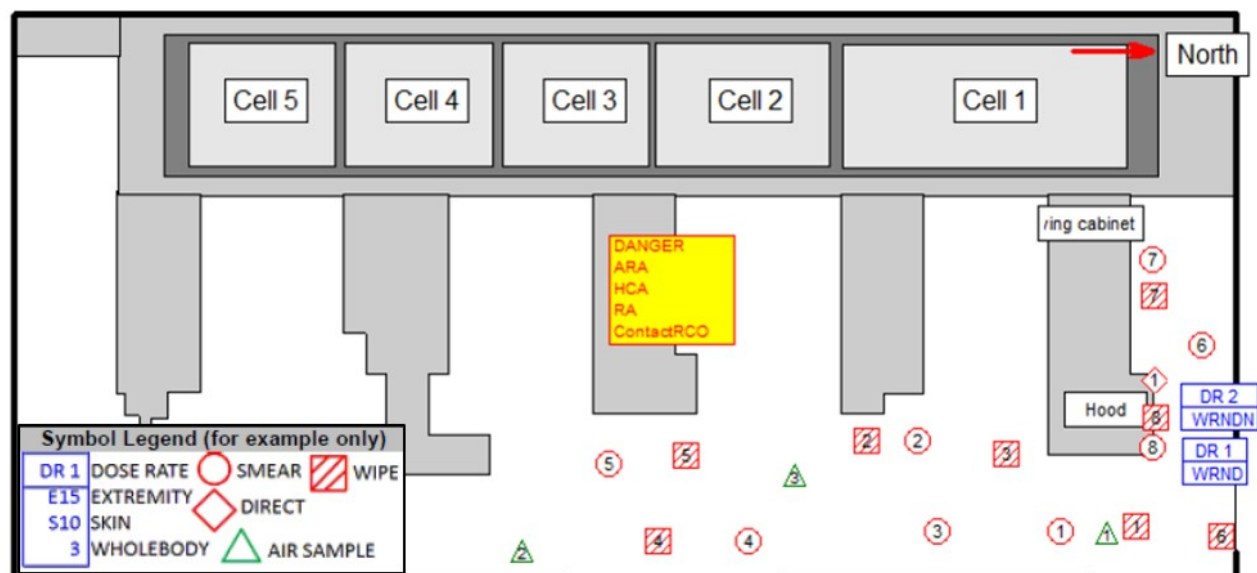 North
Cell 5
Cell 4
Cell 3
Cell 2
Cell 1
ving cabinet
DANGER
ARA
HCA
RA
ContactRCO
7
7
6
1
Hood
8
8
DR 2
WRNDN
DR 1
WRND
5
5
2
2
3
3
2
4
4
3
1
1
1
6
Symbol Legend (for example only)
DR 1 DOSE RATE SMEAR WIPE
E15 EXTREMITY DIRECT
S10 SKIN
3 WHOLEBODY AIR SAMPLE